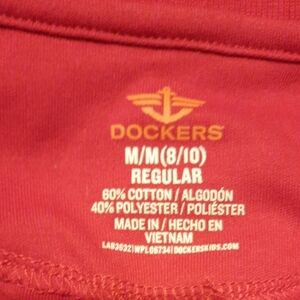 DOCKERS®
M/M(8/10)
REGULAR
60% COTTON / ALGODÓN
40% POLYESTER / POLIÉSTER
MADE IN / HECHO EN
VIETNAM
LAB3632 | WPL06734 | DOCKERSKIDS.COM